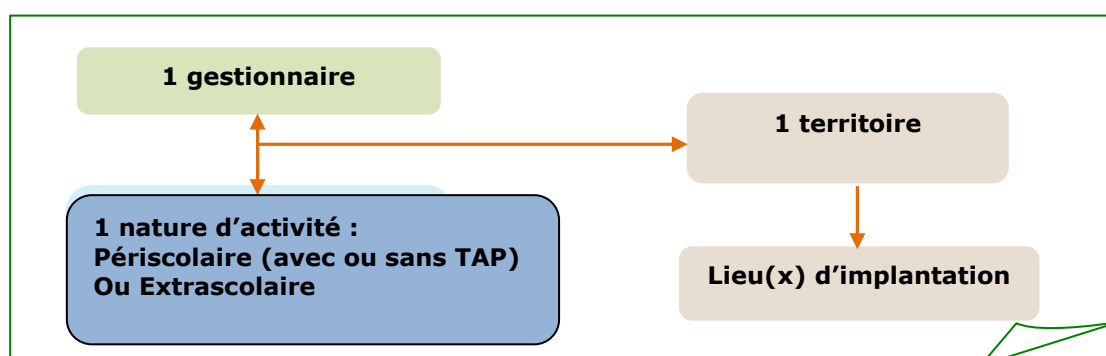 1 gestionnaire
1 territoire
1 nature d’activité :
Périscolaire (avec ou sans TAP)
Ou Extrascolaire
Lieu(x) d’implantation